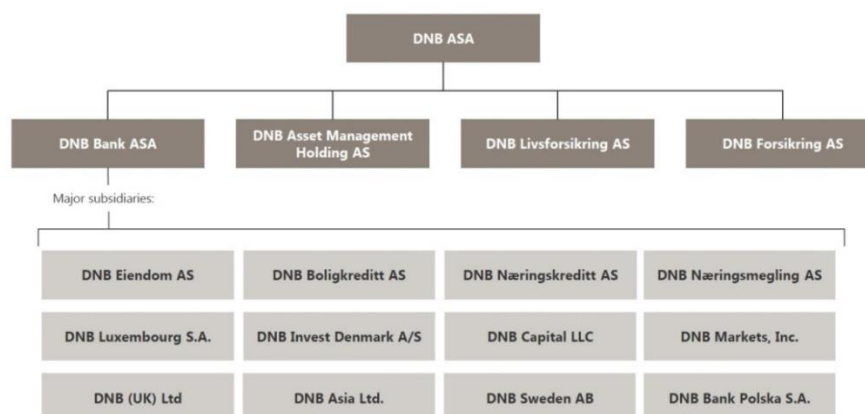 DNB ASA
DNB Bank ASA
DNB Asset Management
Holding AS
DNB Livsforsikring AS
DNB Forsikring AS
Major subsidiaries:
DNB Eiendom AS
DNB Boligkreditt AS
DNB Næringskreditt AS
DNB Næringsmegling AS
DNB Luxembourg S.A.
DNB Invest Denmark A/S
DNB Capital LLC
DNB Markets, Inc.
DNB (UK) Ltd
DNB Asia Ltd.
DNB Sweden AB
DNB Bank Polska S.A.